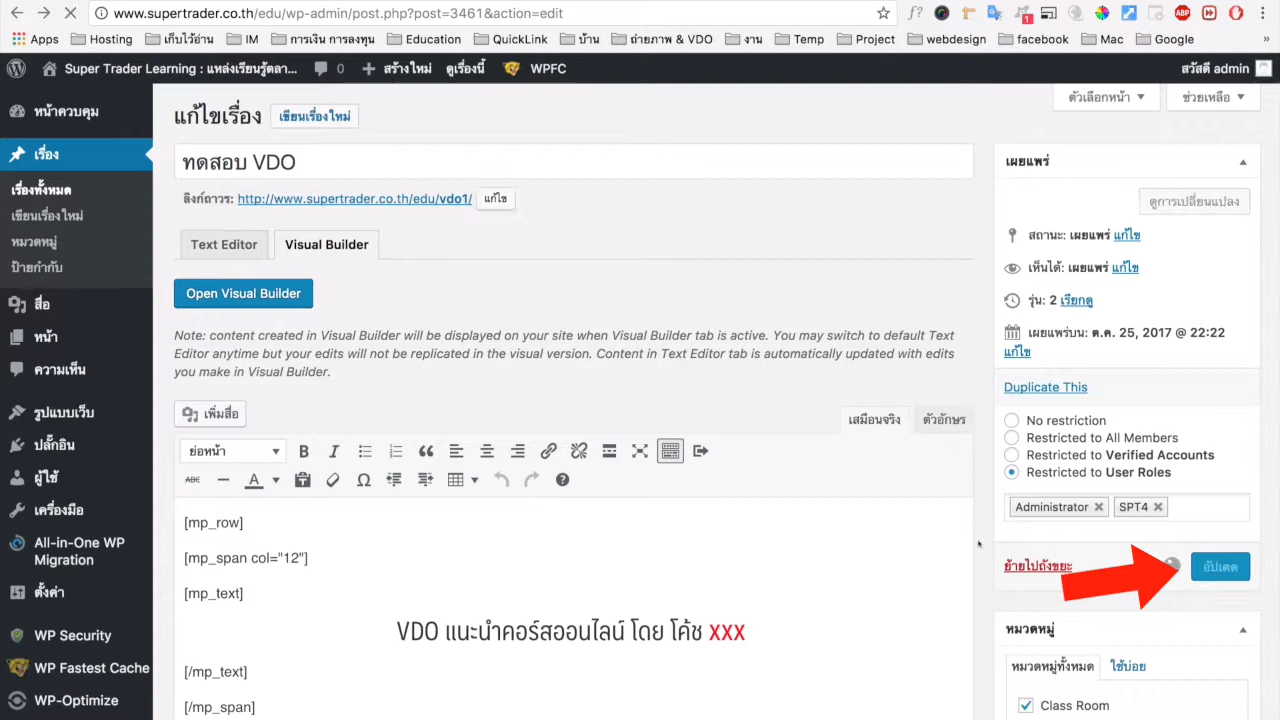 www.supertrader.co.th/edu/wp-admin/post.php?post=3461&action=edit
Apps Hosting เก็บไว้อ่าน IM การเงิน การลงทุน Education QuickLink บ้าน ถ่ายภาพ & VDO งาน Temp Project webdesign facebook Mac Google »
Super Trader Learning : แหล่งเรียนรู้ตลา... 0 สร้างใหม่ ดูเรื่องนี้ WPFC สวัสดี admin
ตัวเลือกหน้า ช่วยเหลือ
หน้าควบคุม
เรื่อง
เรื่องทั้งหมด
เขียนเรื่องใหม่
หมวดหมู่
ป้ายกำกับ
สื่อ
หน้า
ความเห็น
รูปแบบเว็บ
ปลั๊กอิน
ผู้ใช้
เครื่องมือ
All-in-One WP
Migration
ตั้งค่า
WP Security
WP Fastest Cache
WP-Optimize
แก้ไขเรื่อง เขียนเรื่องใหม่
ทดสอบ VDO
ลิงก์ถาวร: http://www.supertrader.co.th/edu/vdo1/ แก้ไข
Text Editor Visual Builder
Open Visual Builder
Note: content created in Visual Builder will be displayed on your site when Visual Builder tab is active. You may switch to default Text
Editor anytime but your edits will not be replicated in the visual version. Content in Text Editor tab is automatically updated with edits
you make in Visual Builder.
เพิ่มสื่อ เสมือนจริง ตัวอักษร
ย่อหน้า B I
ABC A Ω
[mp_row]
[mp_span col="12"]
[mp_text]
VDO แนะนำคอร์สออนไลน์ โดย โค้ช xxx
[/mp_text]
[/mp_span]
เผยแพร่
ดูการเปลี่ยนแปลง
สถานะ: เผยแพร่ แก้ไข
เห็นได้: เผยแพร่ แก้ไข
รุ่น: 2 เรียกดู
เผยแพร่บน: ต.ค. 25, 2017 @ 22:22
แก้ไข
Duplicate This
No restriction
Restricted to All Members
Restricted to Verified Accounts
Restricted to User Roles
Administrator SPT4
ย้ายไปถังขยะ อัปเดต
หมวดหมู่
หมวดหมู่ทั้งหมด ใช้บ่อย
Class Room